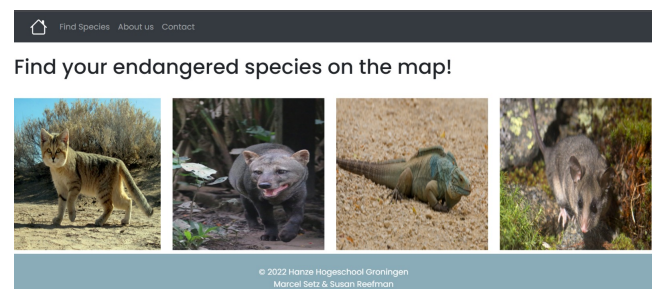 Find Species About us Contact
Find your endangered species on the map!
© 2022 Hanze Hogeschool Groningen
Marcel Setz & Susan Reefman